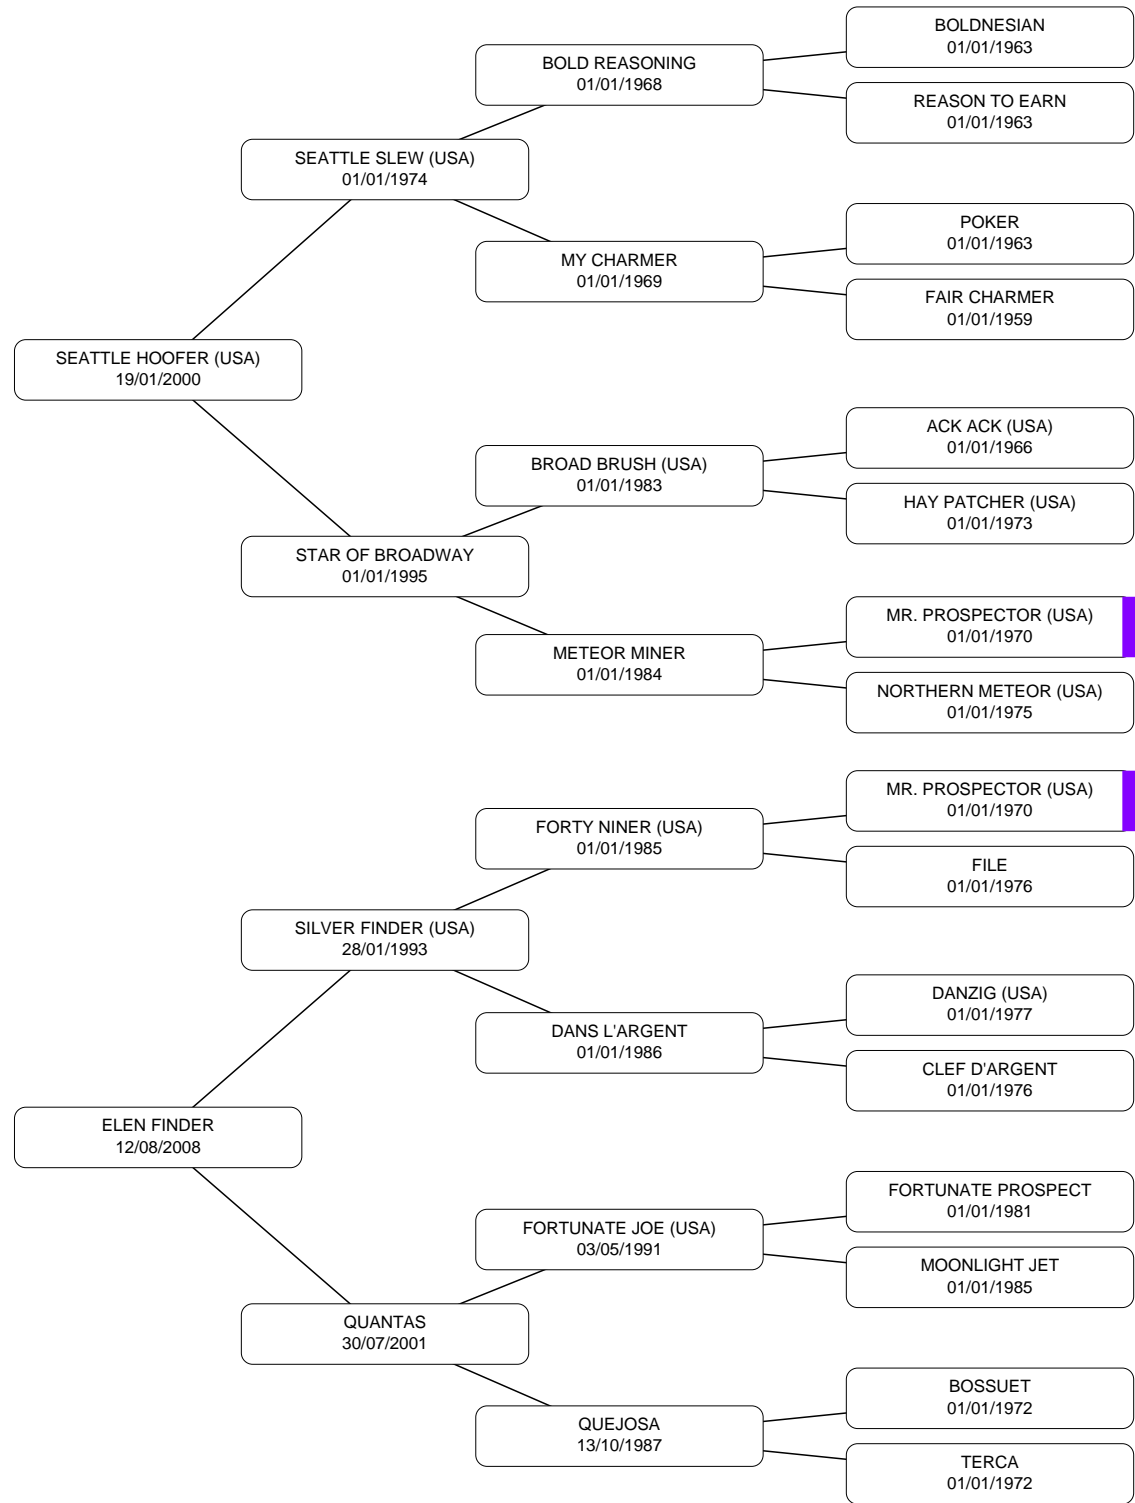 BOLDNESIAN
01/01/1963
BOLD REASONING
01/01/1968
REASON TO EARN
01/01/1963
SEATTLE SLEW (USA)
01/01/1974
POKER
01/01/1963
MY CHARMER
01/01/1969
FAIR CHARMER
01/01/1959
SEATTLE HOOFER (USA)
19/01/2000
ACK ACK (USA)
01/01/1966
BROAD BRUSH (USA)
01/01/1983
HAY PATCHER (USA)
01/01/1973
STAR OF BROADWAY
01/01/1995
MR. PROSPECTOR (USA)
01/01/1970
METEOR MINER
01/01/1984
NORTHERN METEOR (USA)
01/01/1975
MR. PROSPECTOR (USA)
01/01/1970
FORTY NINER (USA)
01/01/1985
FILE
01/01/1976
SILVER FINDER (USA)
28/01/1993
DANZIG (USA)
01/01/1977
DANS L'ARGENT
01/01/1986
CLEF D'ARGENT
01/01/1976
ELEN FINDER
12/08/2008
FORTUNATE PROSPECT
01/01/1981
FORTUNATE JOE (USA)
03/05/1991
MOONLIGHT JET
01/01/1985
QUANTAS
30/07/2001
BOSSUET
01/01/1972
QUEJOSA
13/10/1987
TERCA
01/01/1972